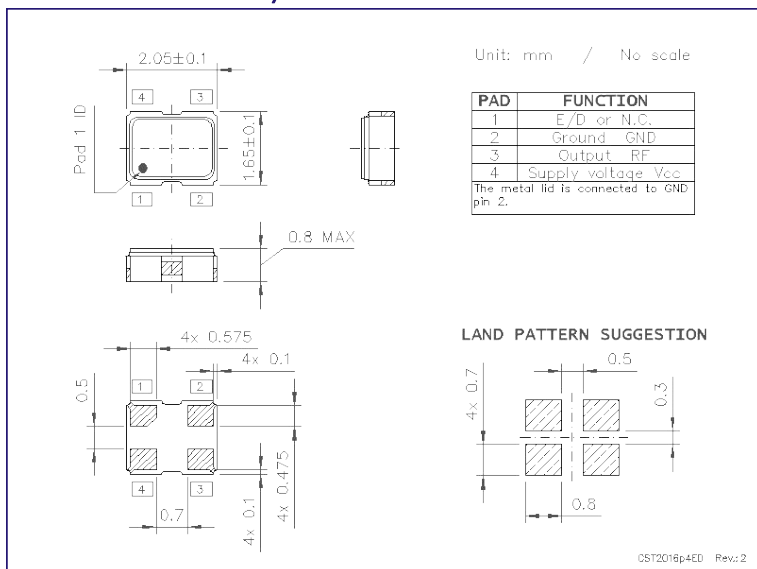 2.05±0.1
Unit: mm / No scale
4
3
Pad 1 ID
1.65±0.1
1
2
PAD FUNCTION
1 E/D or N.C.
2 Ground GND
3 Output RF
4 Supply voltage Vcc
The metal lid is connected to GND
pin 2.
0.8 MAX
4x 0.575
4x 0.1
0.5
1
2
4
3
0.7
4x 0.1
4x 0.475
LAND PATTERN SUGGESTION
0.5
4x 0.7
0.3
0.8
CST2016p4ED Rev.: 2